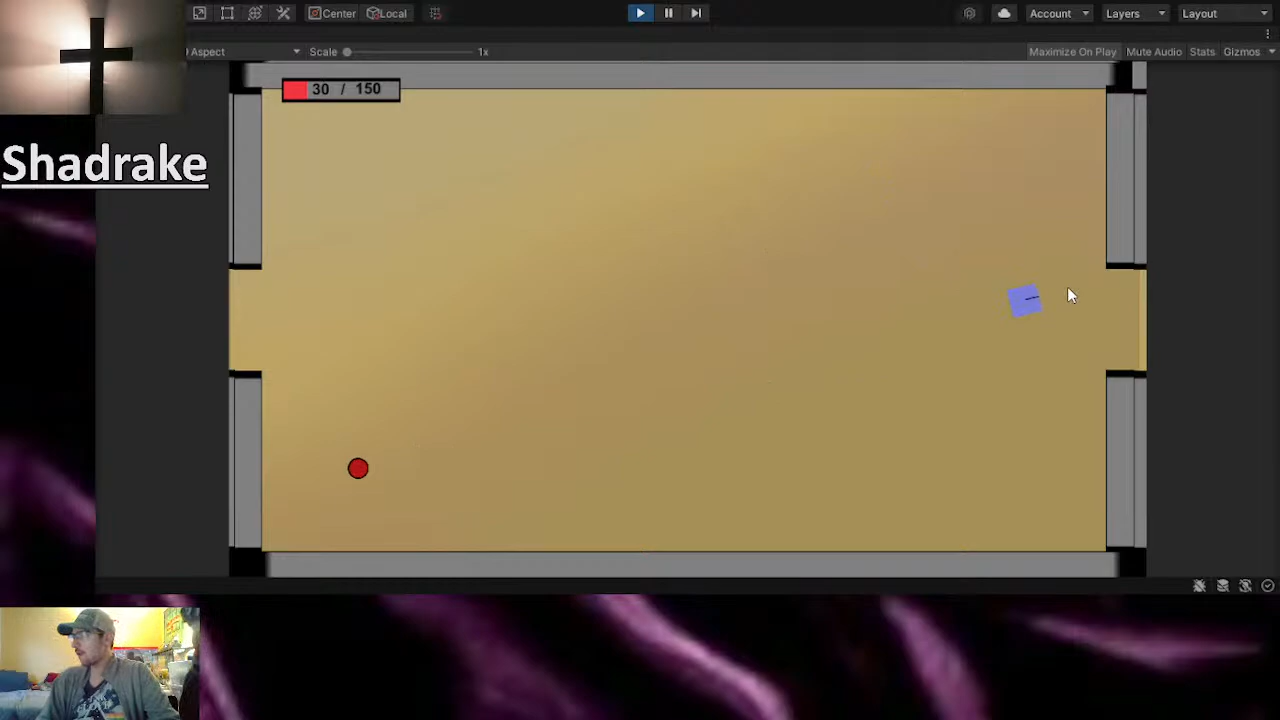 Center Local Account Layers Layout
Aspect Scale 1x Maximize On Play Mute Audio Stats Gizmos
30 / 150
Shadrake